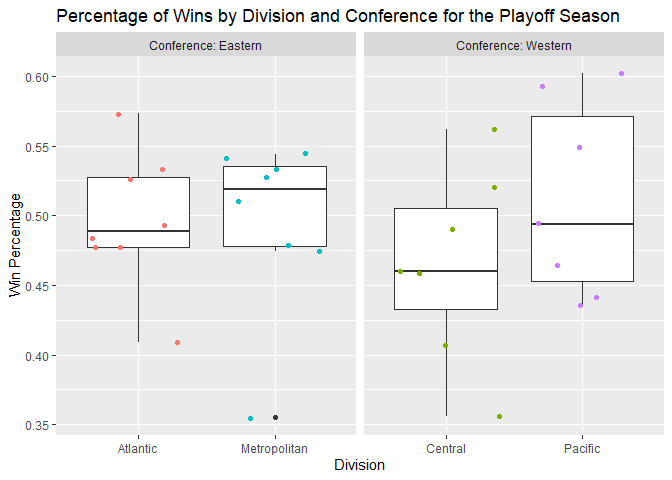 Percentage of Wins by Division and Conference for the Playoff Season
Conference: Eastern
Conference: Western
Win Percentage
0.60
0.55
0.50
0.45
0.40
0.35
Atlantic
Metropolitan
Central
Pacific
Division